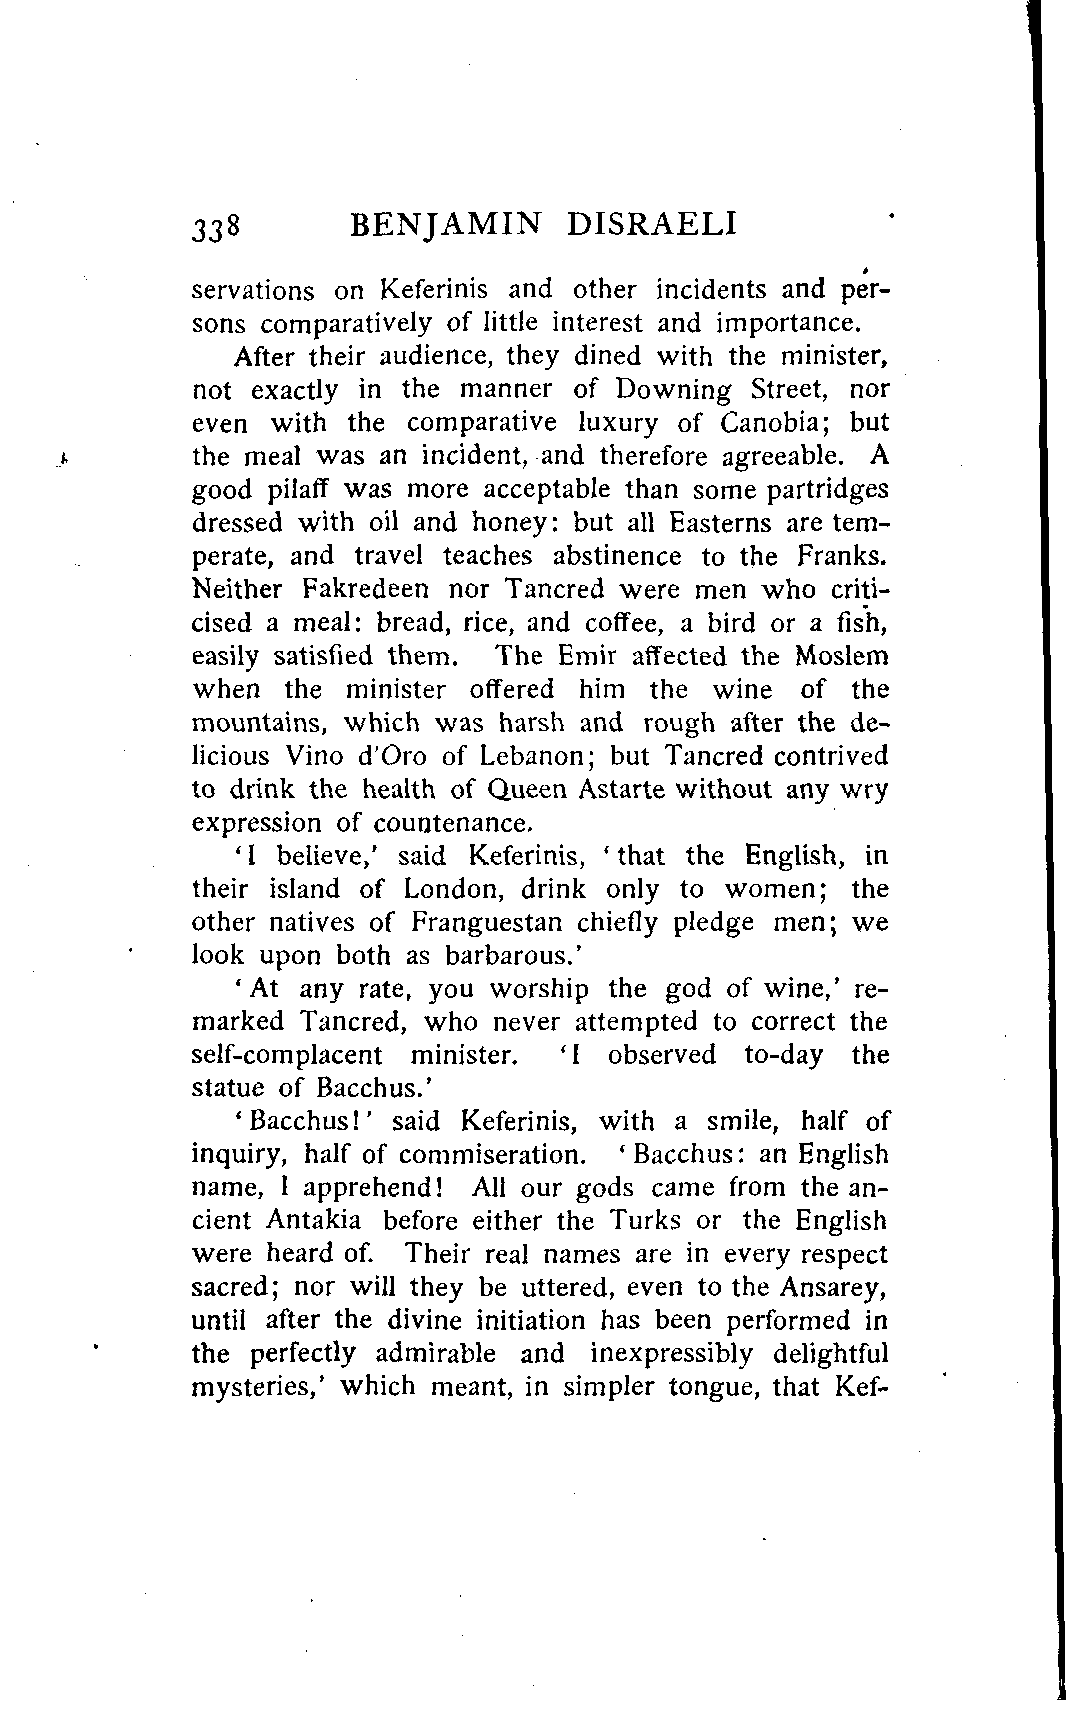 338 BENJAMIN DISRAELI
servations on Keferinis and other incidents and per-
sons comparatively of little interest and importance.
After their audience, they dined with the minister,
not exactly in the manner of Downing Street, nor
even with the comparative luxury of Canobia; but
the meal was an incident, and therefore agreeable. A
good pilaff was more acceptable than some partridges
dressed with oil and honey: but all Easterns are tem-
perate, and travel teaches abstinence to the Franks.
Neither Fakredeen nor Tancred were men who criti-
cised a meal: bread, rice, and coffee, a bird or a fish,
easily satisfied them. The Emir affected the Moslem
when the minister offered him the wine of the
mountains, which was harsh and rough after the de-
licious Vino d'Oro of Lebanon; but Tancred contrived
to drink the health of Queen Astarte without any wry
expression of countenance.
'I believe,' said Keferinis, 'that the English, in
their island of London, drink only to women; the
other natives of Franguestan chiefly pledge men; we
look upon both as barbarous.'
'At any rate, you worship the god of wine,' re-
marked Tancred, who never attempted to correct the
self-complacent minister. 'I observed to-day the
statue of Bacchus.'
'Bacchus!' said Keferinis, with a smile, half of
inquiry, half of commiseration. 'Bacchus: an English
name, I apprehend! All our gods came from the an-
cient Antakia before either the Turks or the English
were heard of. Their real names are in every respect
sacred; nor will they be uttered, even to the Ansarey,
until after the divine initiation has been performed in
the perfectly admirable and inexpressibly delightful
mysteries,' which meant, in simpler tongue, that Kef-